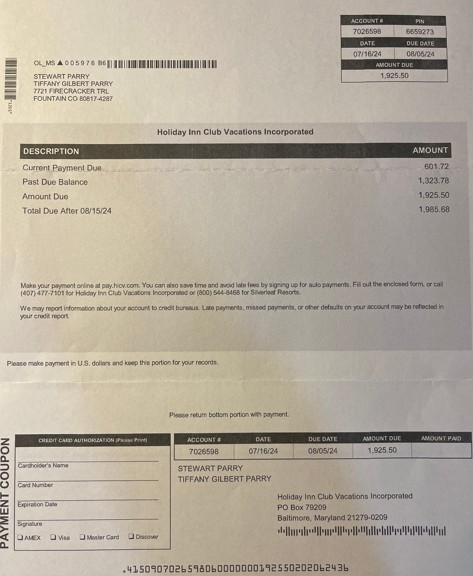 ACCOUNT # PIN
7026598 6659273
DATE DUE DATE
07/16/24 08/05/24
AMOUNT DUE
1,925.50
OL_MS ▲ 005976 B6
STEWART PARRY
TIFFANY GILBERT PARRY
7721 FIRECRACKER TRL
FOUNTAIN CO 80817-4287
Holiday Inn Club Vacations Incorporated
DESCRIPTION AMOUNT
Current Payment Due 601.72
Past Due Balance 1,323.78
Amount Due 1,925.50
Total Due After 08/15/24 1,985.68
Make your payment online at pay.hicv.com. You can also save time and avoid late fees by signing up for auto payments. Fill out the enclosed form, or call
(407) 477-7101 for Holiday Inn Club Vacations Incorporated or (800) 544-8468 for Silverleaf Resorts.
We may report information about your account to credit bureaus. Late payments, missed payments, or other defaults on your account may be reflected in
your credit report.
Please make payment in U.S. dollars and keep this portion for your records.
Please return bottom portion with payment.
PAYMENT COUPON
CREDIT CARD AUTHORIZATION (Please Print)
Cardholder's Name
Card Number
Expiration Date
Signature
AMEX Visa Master Card Discover
ACCOUNT # DATE DUE DATE AMOUNT DUE AMOUNT PAID
7026598 07/16/24 08/05/24 1,925.50
STEWART PARRY
TIFFANY GILBERT PARRY
Holiday Inn Club Vacations Incorporated
PO Box 79209
Baltimore, Maryland 21279-0209